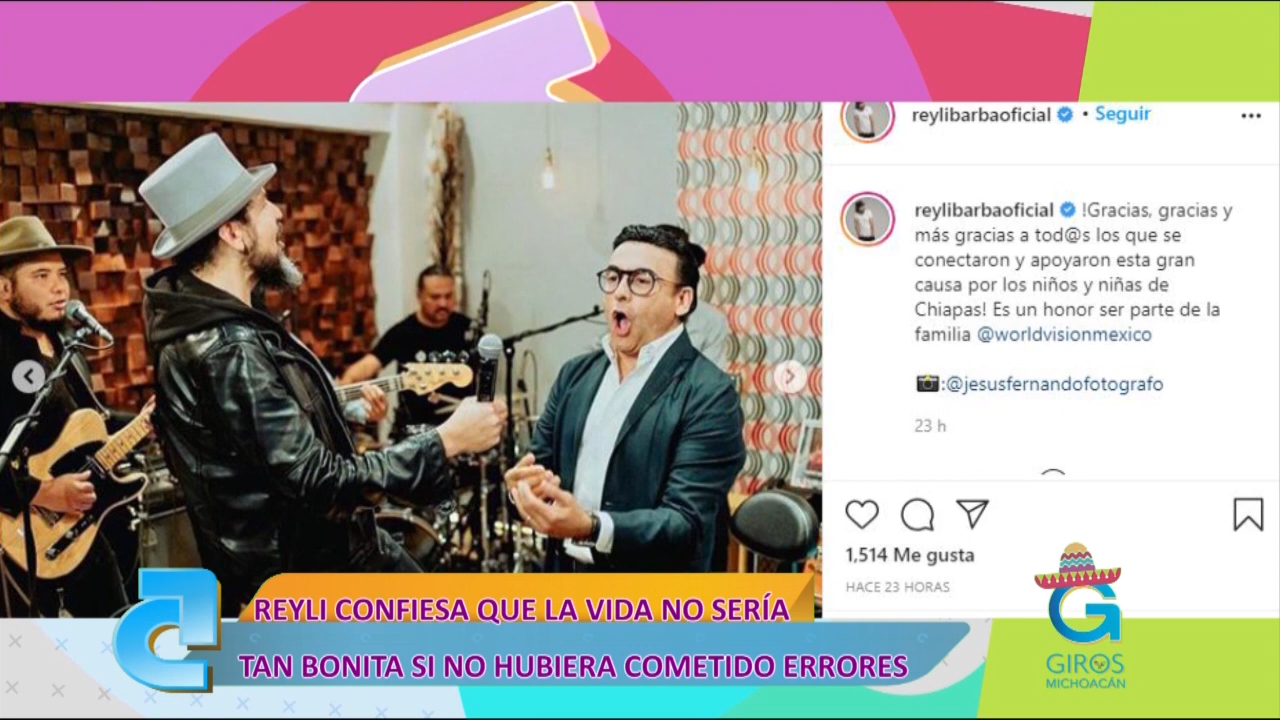 reylibarbaoficial • Seguir
reylibarbaoficial !Gracias, gracias y
más gracias a tod@s los que se
conectaron y apoyaron esta gran
causa por los niños y niñas de
Chiapas! Es un honor ser parte de la
familia @worldvisionmexico
:@jesusfernandofotografo
23 h
1,514 Me gusta
HACE 23 HORAS
REYLI CONFIESA QUE LA VIDA NO SERÍA
TAN BONITA SI NO HUBIERA COMETIDO ERRORES
G
GIROS
MICHOACÁN